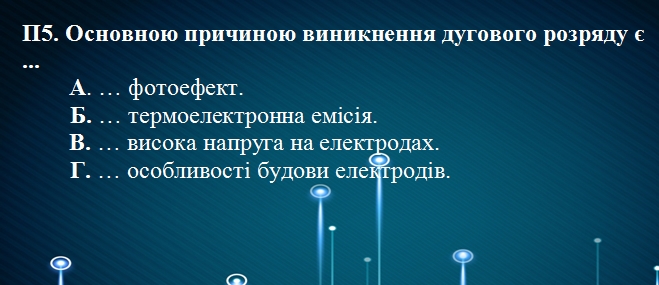 П5. Основною причиною виникнення дугового розряду є
...
А. … фотоефект.
Б. … термоелектронна емісія.
В. … висока напруга на електродах.
Г. … особливості будови електродів.